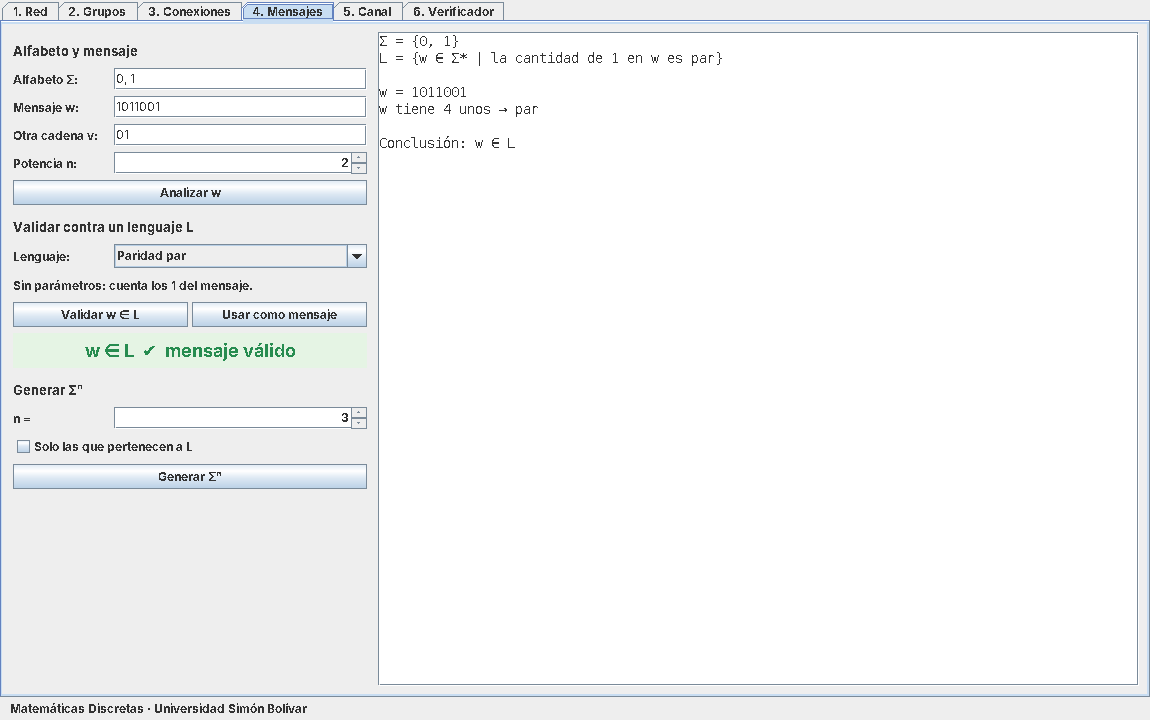 1. Red 2. Grupos 3. Conexiones 4. Mensajes 5. Canal 6. Verificador
Alfabeto y mensaje
Alfabeto Σ: 0, 1
Mensaje w: 1011001
Otra cadena v: 01
Potencia n: 2
Analizar w
Validar contra un lenguaje L
Lenguaje: Paridad par
Sin parámetros: cuenta los 1 del mensaje.
Validar w ∈ L Usar como mensaje
w ∈ L ✔ mensaje válido
Generar Σⁿ
n = 3
Solo las que pertenecen a L
Generar Σⁿ
Σ = {0, 1}
L = {w ∈ Σ* | la cantidad de 1 en w es par}
w = 1011001
w tiene 4 unos → par
Conclusión: w ∈ L
Matemáticas Discretas · Universidad Simón Bolívar